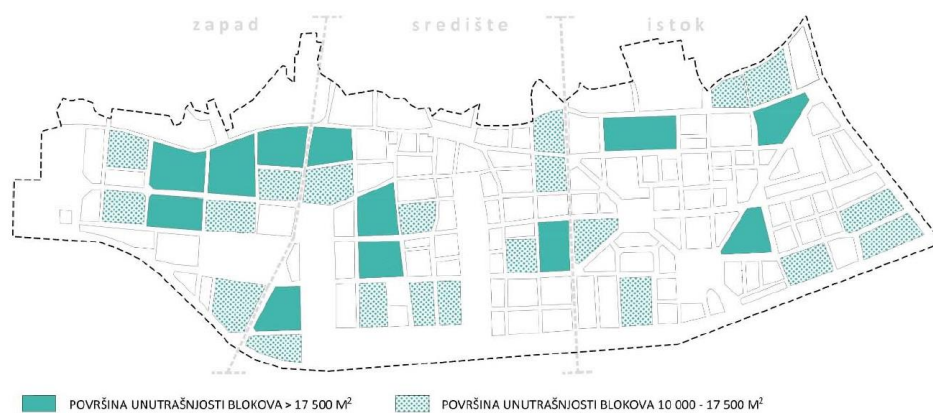 zapad središte istok
POVRŠINA UNUTRAŠNJOSTI BLOKOVA > 17 500 M² POVRŠINA UNUTRAŠNJOSTI BLOKOVA 10 000 - 17 500 M²